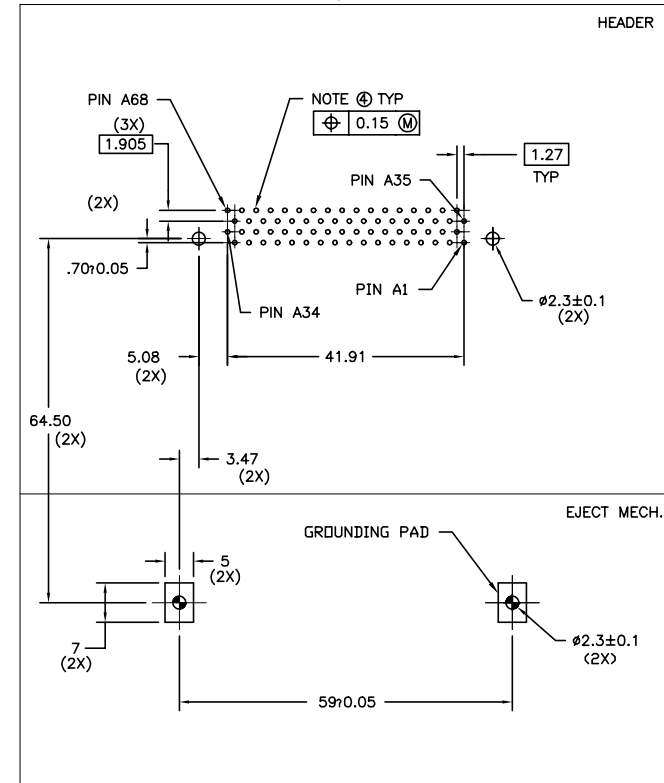 HEADER
PIN A68
NOTE ④ TYP
(3X)
1.905
⌖ 0.15 Ⓜ
1.27
TYP
PIN A35
(2X)
.70?0.05
PIN A1
PIN A34
ø2.3±0.1
(2X)
5.08
(2X)
41.91
64.50
(2X)
3.47
(2X)
EJECT MECH.
GROUNDING PAD
5
(2X)
7
(2X)
ø2.3±0.1
(2X)
59?0.05